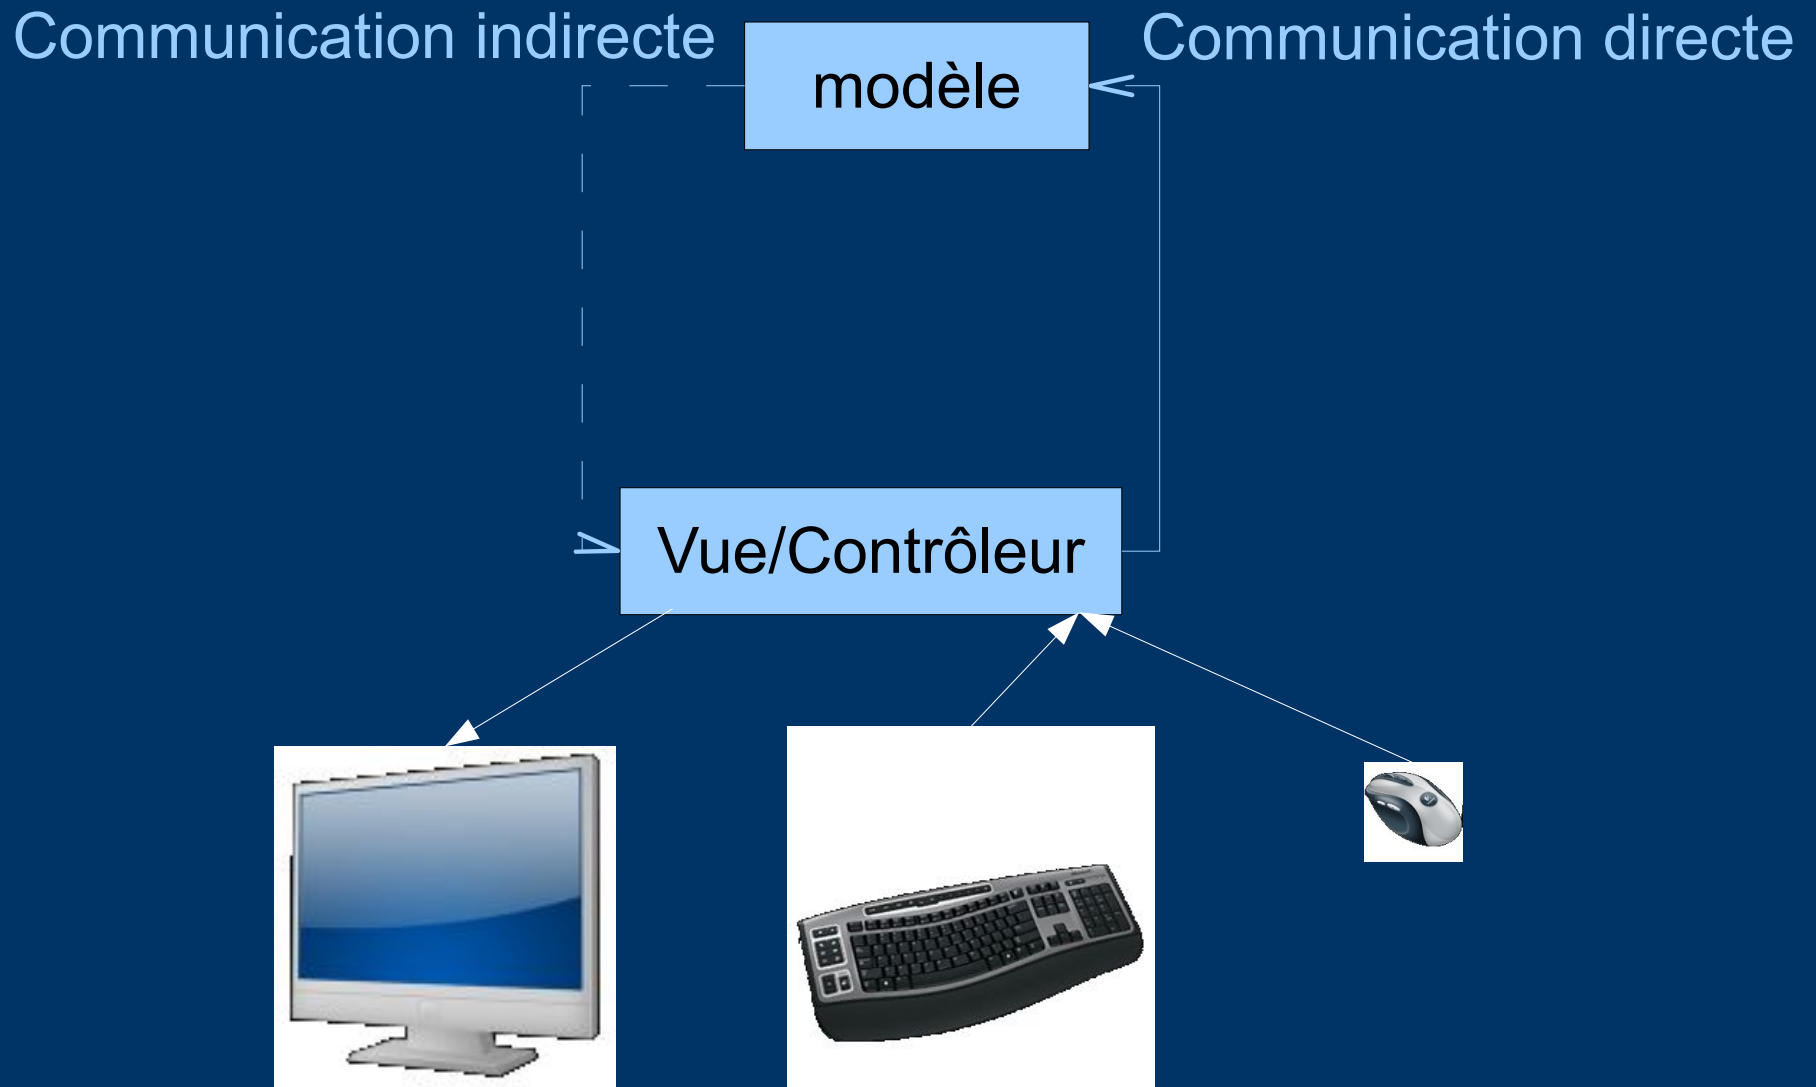 Communication indirecte
modèle
Communication directe
Vue/Contrôleur